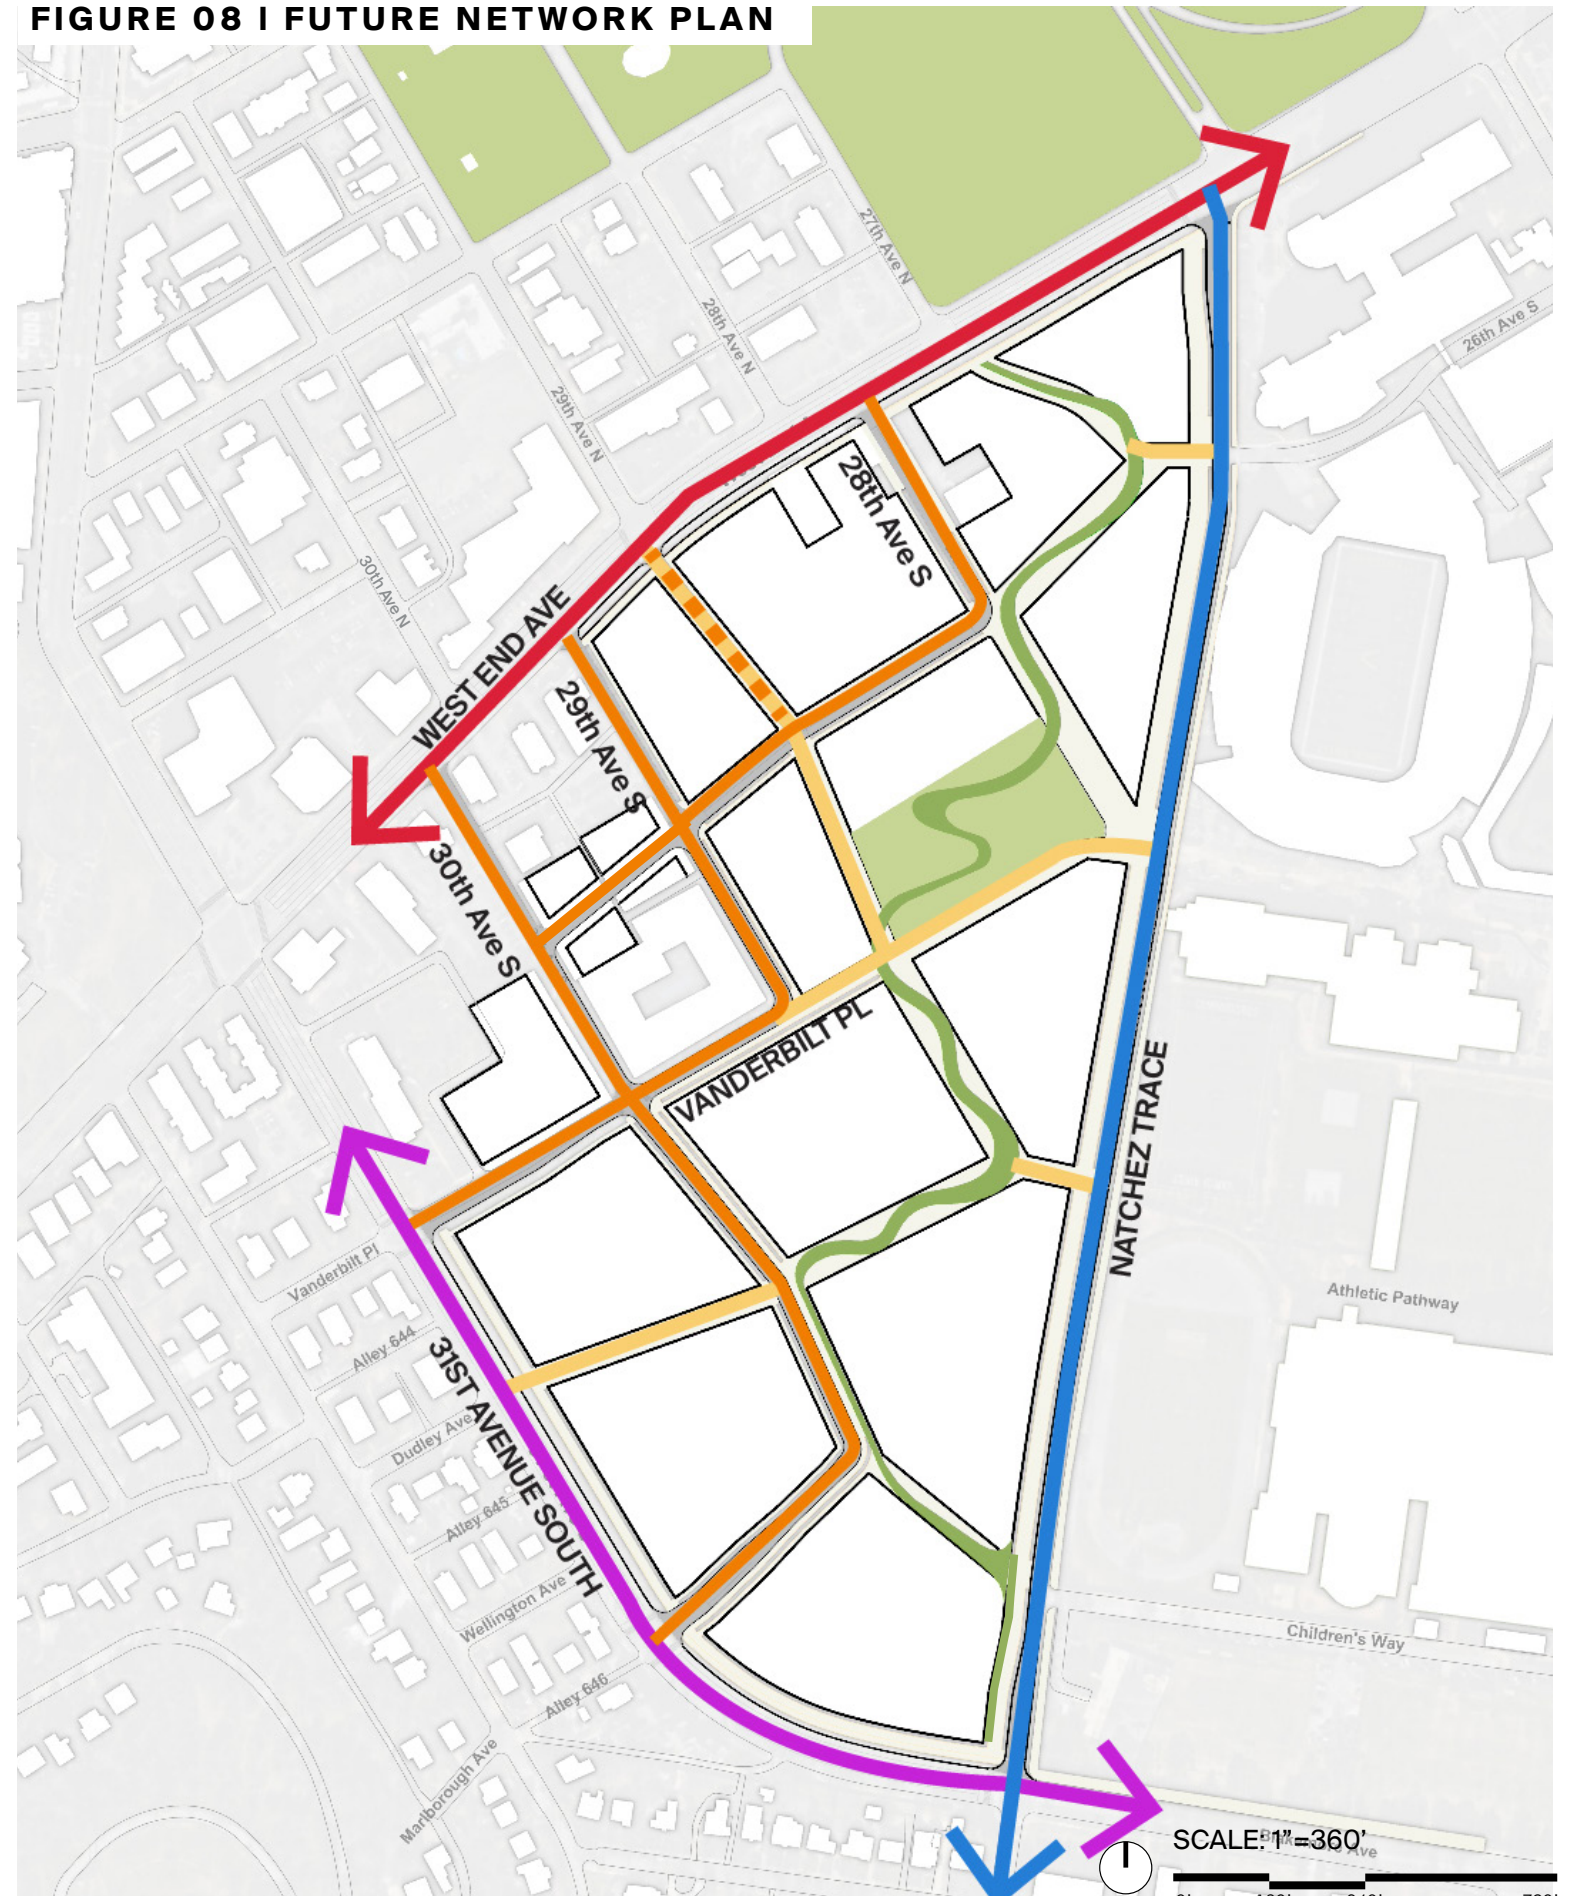 FIGURE 08 | FUTURE NETWORK PLAN
27th Ave N
28th Ave N
26th Ave S
29th Ave N
28th Ave S
30th Ave N
WEST END AVE
29th Ave S
30th Ave S
VANDERBILT PL
NATCHEZ TRACE
Vanderbilt Pl
Athletic Pathway
Alley 644
31ST AVENUE SOUTH
Dudley Ave
Alley 645
Wellington Ave
Children's Way
Alley 646
Marlborough Ave
SCALE: 1"=360'
Ave